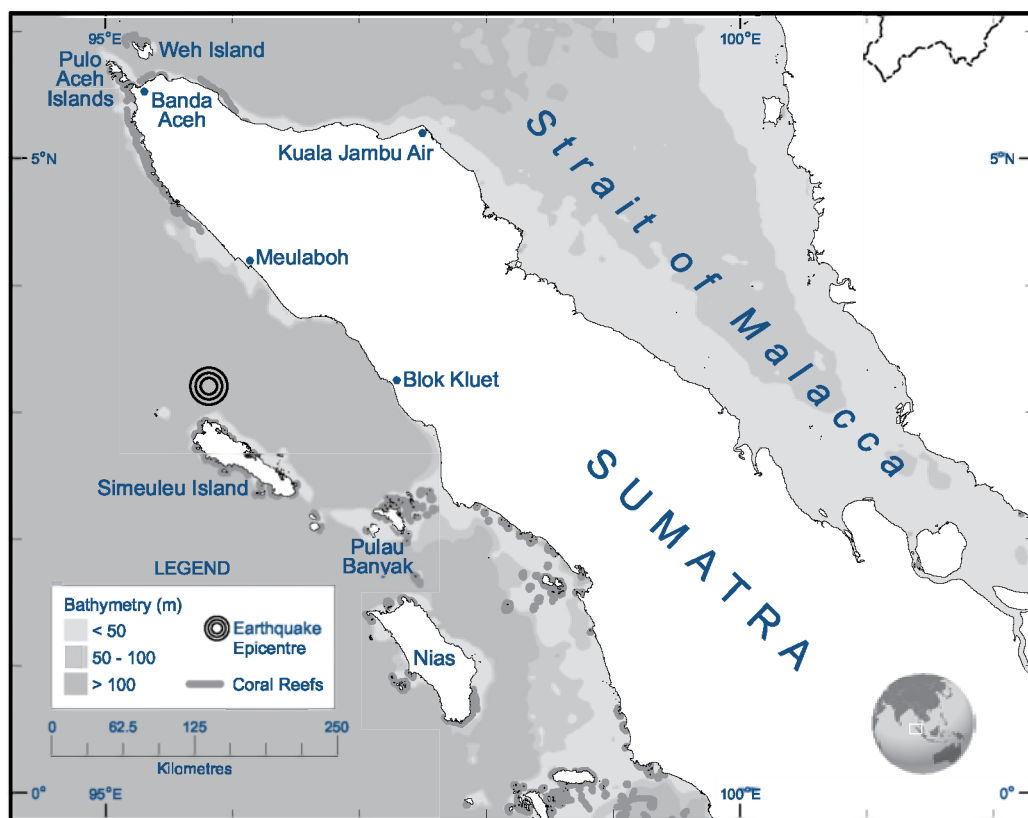 95°E
100°E
Weh Island
Pulo
Aceh
Islands
Banda
Aceh
Kuala Jambu Air
5°N
5°N
Strait of Malacca
Meulaboh
Blok Kluet
SUMATRA
Simeuleu Island
Pulau
Banyak
Nias
LEGEND
Bathymetry (m)
< 50
50 - 100
> 100
Earthquake
Epicentre
Coral Reefs
0 62.5 125 250
Kilometres
0°
95°E
100°E
0°